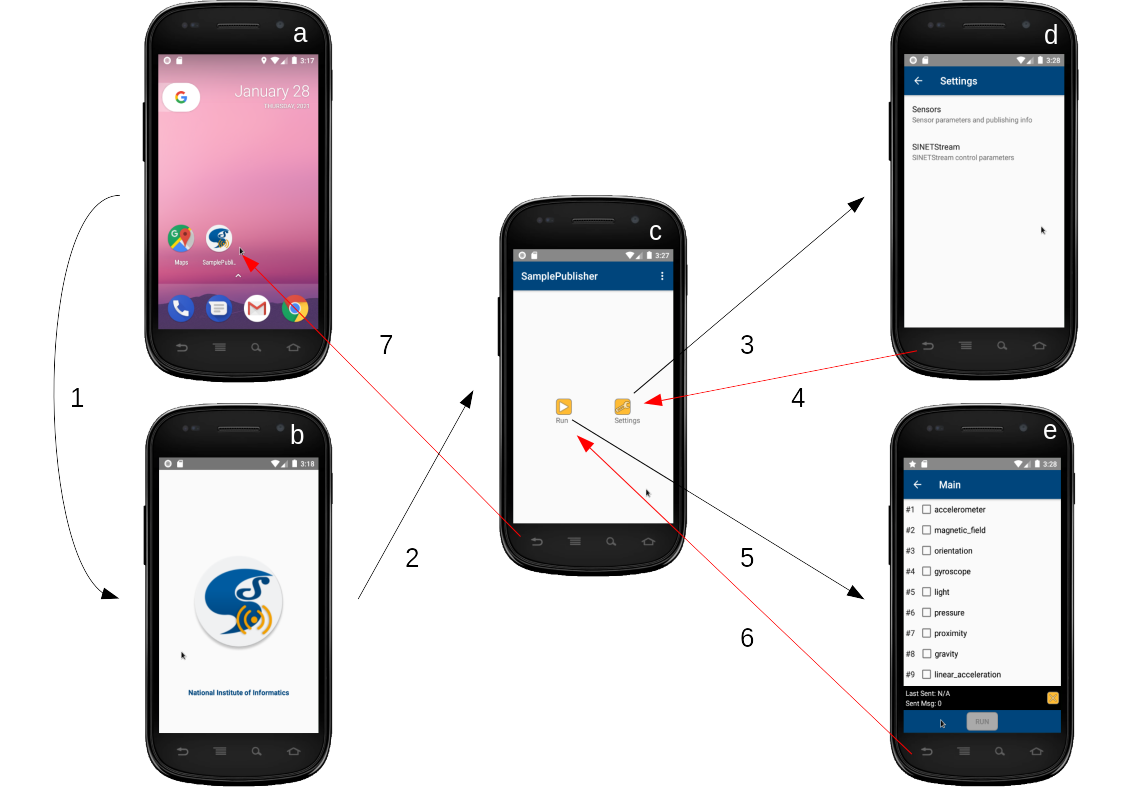 a
3:17
G
January 28
THURSDAY, 2021
G
Maps
SamplePubli..
1
b
3:18
National Institute of Informatics
2
7
c
3:27
SamplePublisher
Run
Settings
3
4
5
6
d
3:28
Settings
Sensors
Sensor parameters and publishing info
SINETStream
SINETStream control parameters
e
3:28
Main
#1 accelerometer
#2 magnetic_field
#3 orientation
#4 gyroscope
#5 light
#6 pressure
#7 proximity
#8 gravity
#9 linear_acceleration
Last Sent: N/A
Sent Msg: 0
RUN